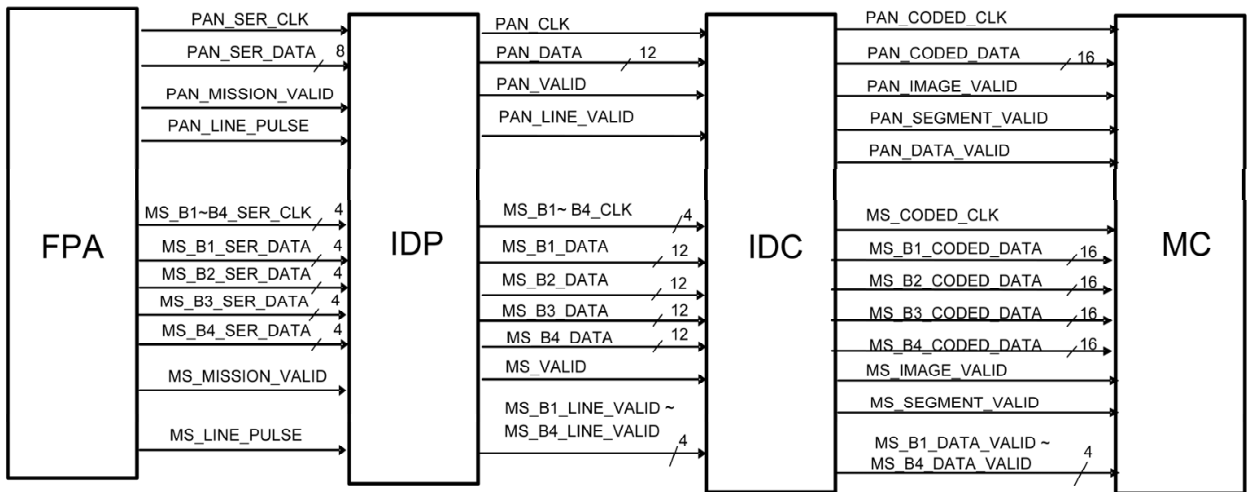 FPA
PAN_SER_CLK
PAN_SER_DATA 8
PAN_MISSION_VALID
PAN_LINE_PULSE
MS_B1~B4_SER_CLK 4
MS_B1_SER_DATA 4
MS_B2_SER_DATA 4
MS_B3_SER_DATA 4
MS_B4_SER_DATA 4
MS_MISSION_VALID
MS_LINE_PULSE
IDP
PAN_CLK
PAN_DATA 12
PAN_VALID
PAN_LINE_VALID
MS_B1~ B4_CLK 4
MS_B1_DATA 12
MS_B2_DATA 12
MS_B3_DATA 12
MS_B4_DATA 12
MS_VALID
MS_B1_LINE_VALID ~
MS_B4_LINE_VALID 4
IDC
PAN_CODED_CLK
PAN_CODED_DATA 16
PAN_IMAGE_VALID
PAN_SEGMENT_VALID
PAN_DATA_VALID
MS_CODED_CLK
MS_B1_CODED_DATA 16
MS_B2_CODED_DATA 16
MS_B3_CODED_DATA 16
MS_B4_CODED_DATA 16
MS_IMAGE_VALID
MS_SEGMENT_VALID
MS_B1_DATA_VALID ~
MS_B4_DATA_VALID 4
MC